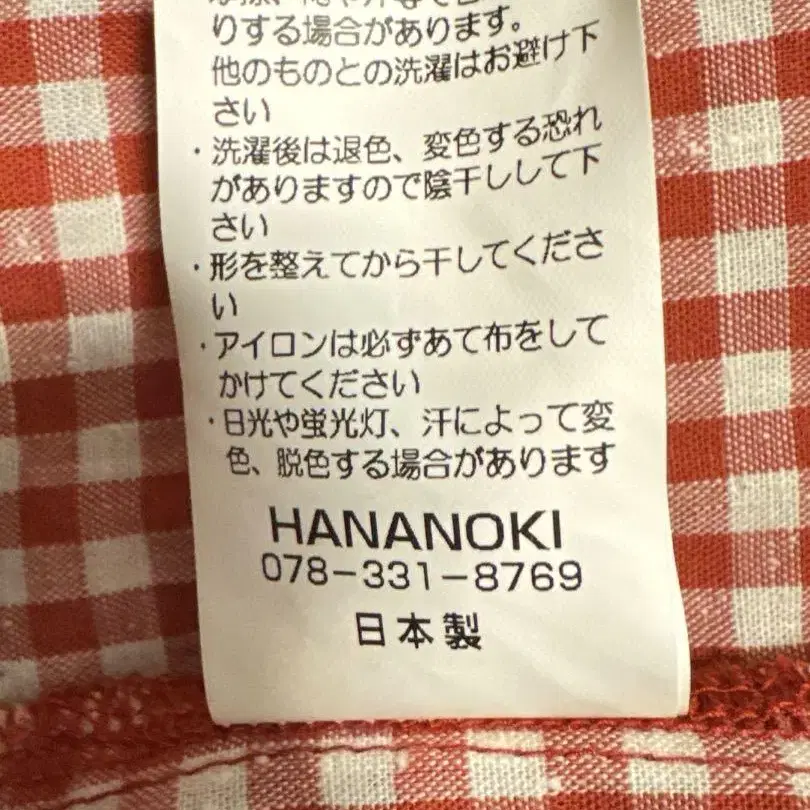 りする場合があります。
他のものとの洗濯はお避け下
さい
・洗濯後は退色、変色する恐れ
がありますので陰干しして下
さい
・形を整えてから干してくださ
い
・アイロンは必ずあて布をして
かけてください
・日光や蛍光灯、汗によって変
色、脱色する場合があります
HANANOKI
078-331-8769
日本製